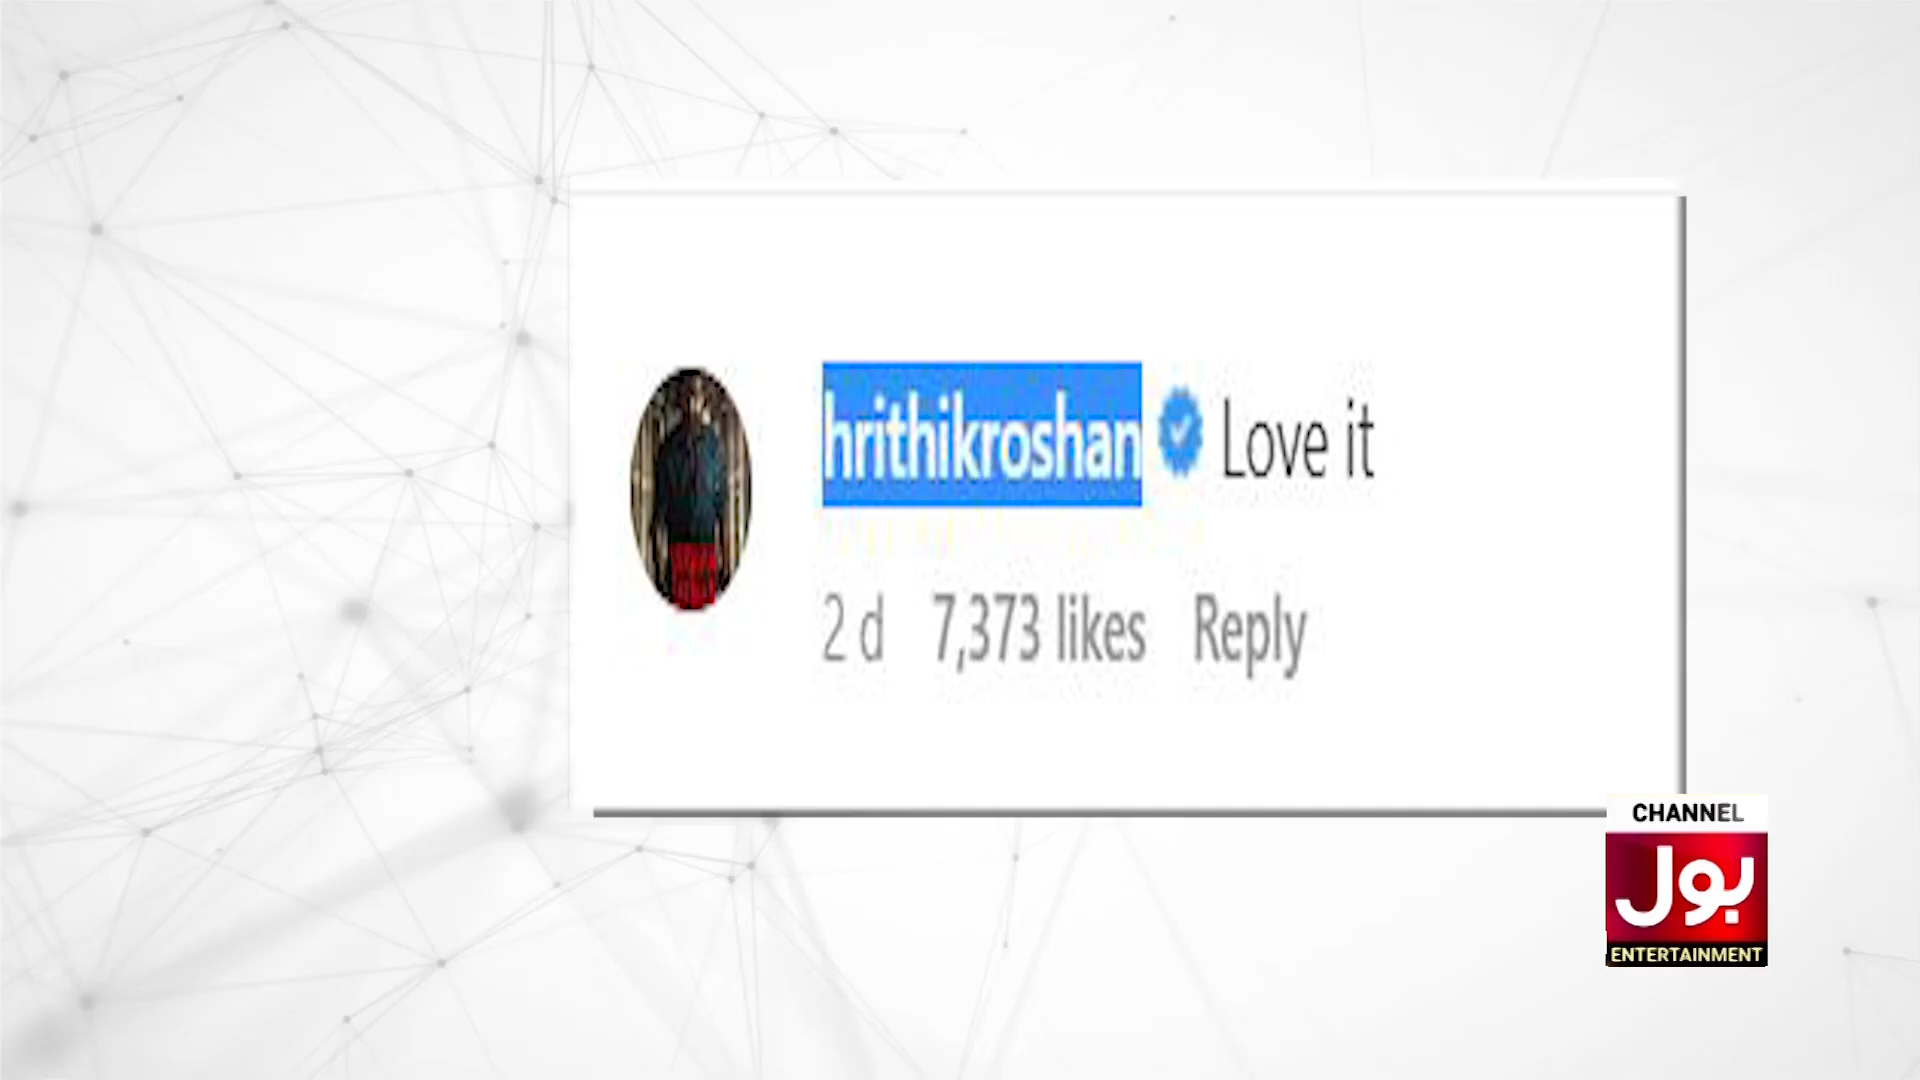 hrithikroshan Love it
2 d 7,373 likes Reply
CHANNEL
بول
ENTERTAINMENT